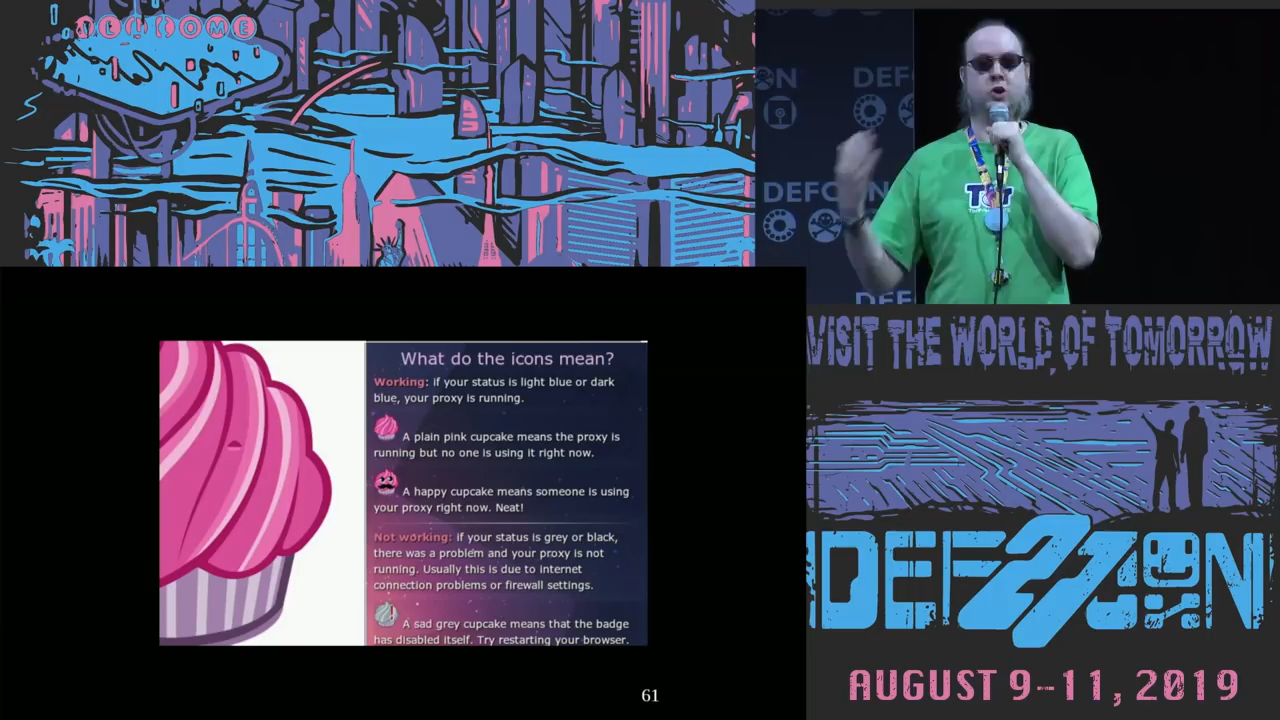 WELCOME
DEFCON
DEFCON
DEF
Tor
What do the icons mean?
Working: if your status is light blue or dark
blue, your proxy is running.
A plain pink cupcake means the proxy is
running but no one is using it right now.
A happy cupcake means someone is using
your proxy right now. Neat!
Not working: if your status is grey or black,
there was a problem and your proxy is not
running. Usually this is due to internet
connection problems or firewall settings.
A sad grey cupcake means that the badge
has disabled itself. Try restarting your browser.
61
VISIT THE WORLD OF TOMORROW
DEF27CON
AUGUST 9-11, 2019